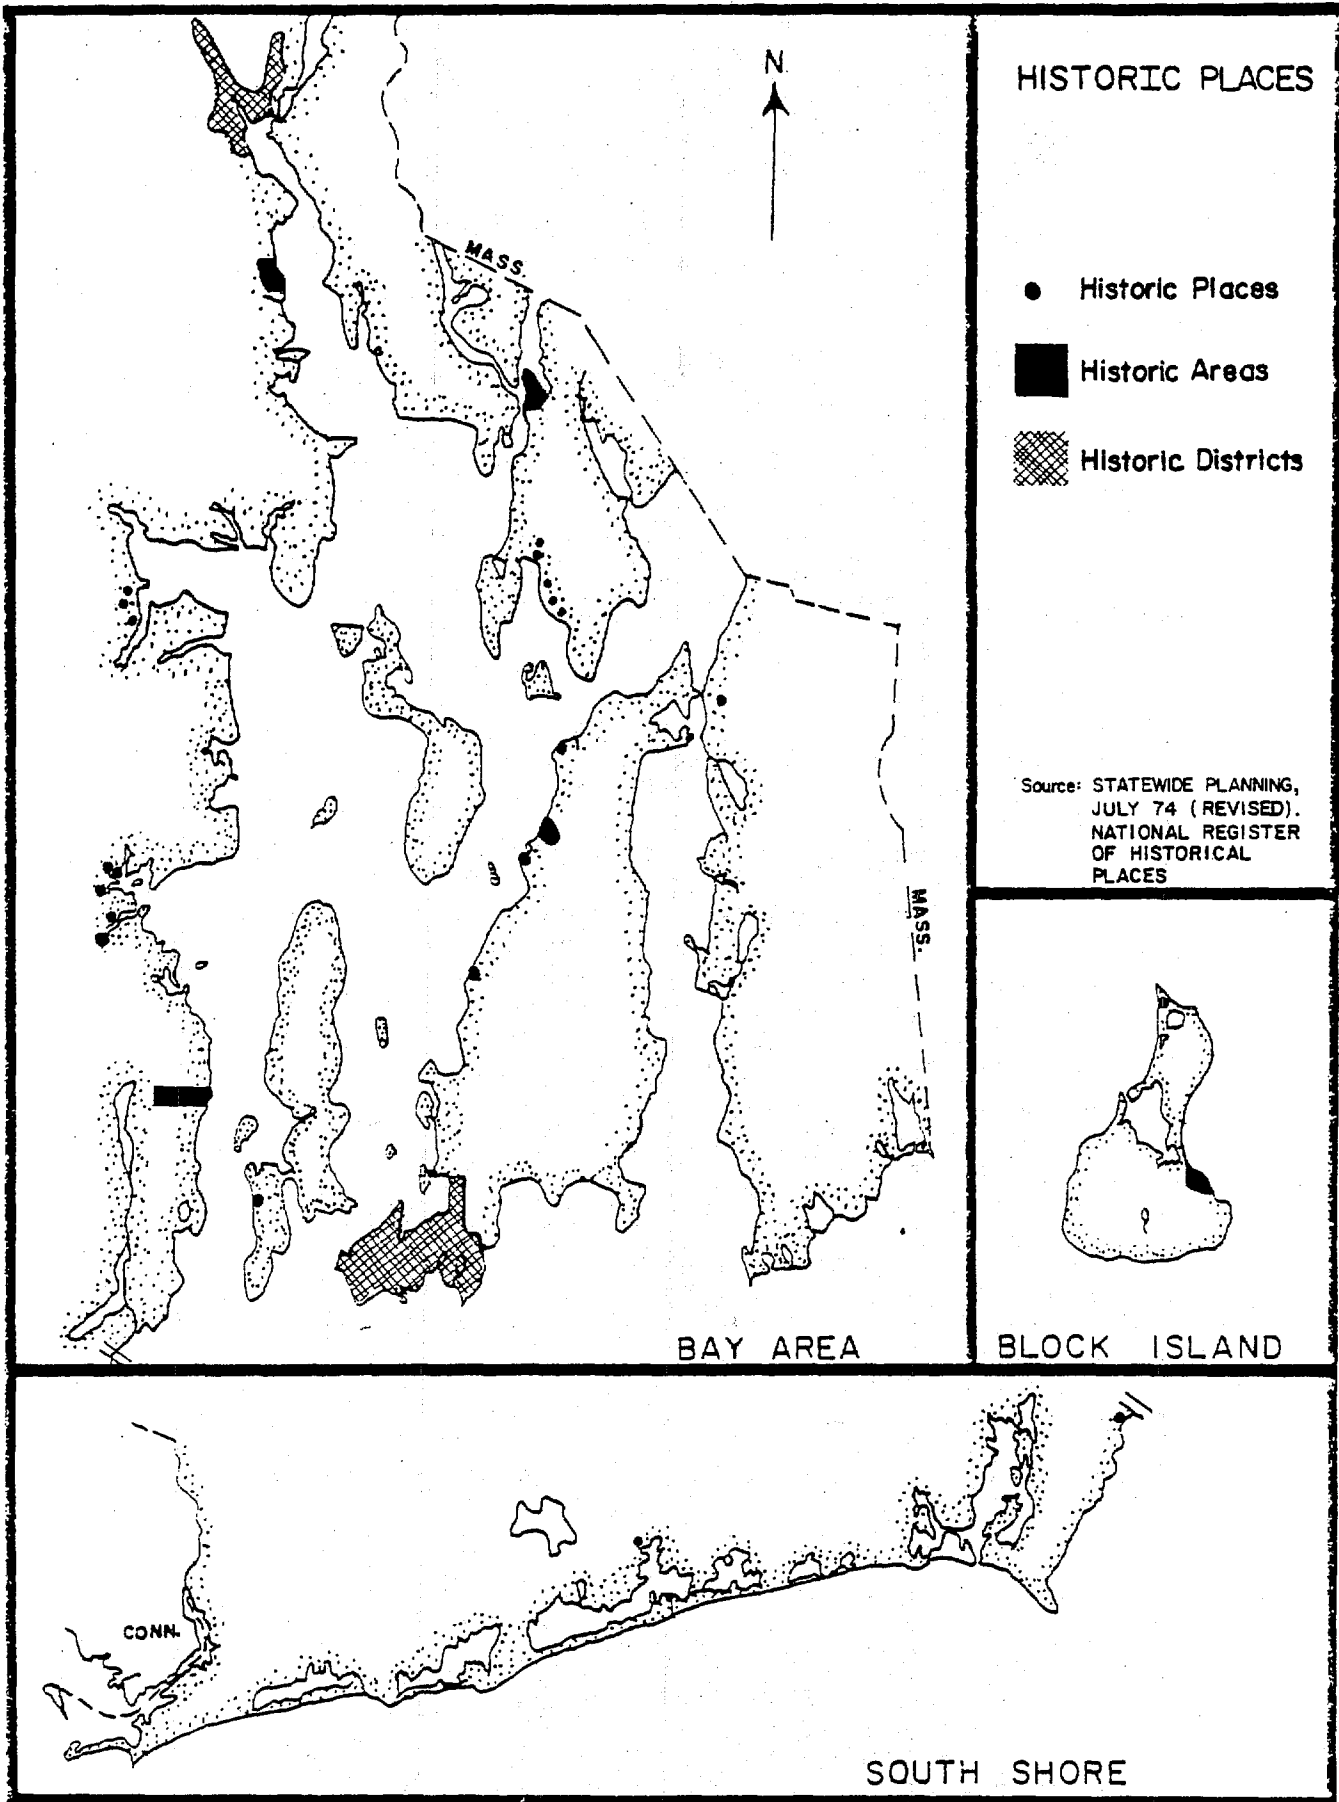 HISTORIC PLACES
N
MASS.
Historic Places
Historic Areas
Historic Districts
Source: STATEWIDE PLANNING,
JULY 74 (REVISED).
NATIONAL REGISTER
OF HISTORICAL
PLACES
MASS.
BAY AREA
BLOCK ISLAND
CONN.
SOUTH SHORE